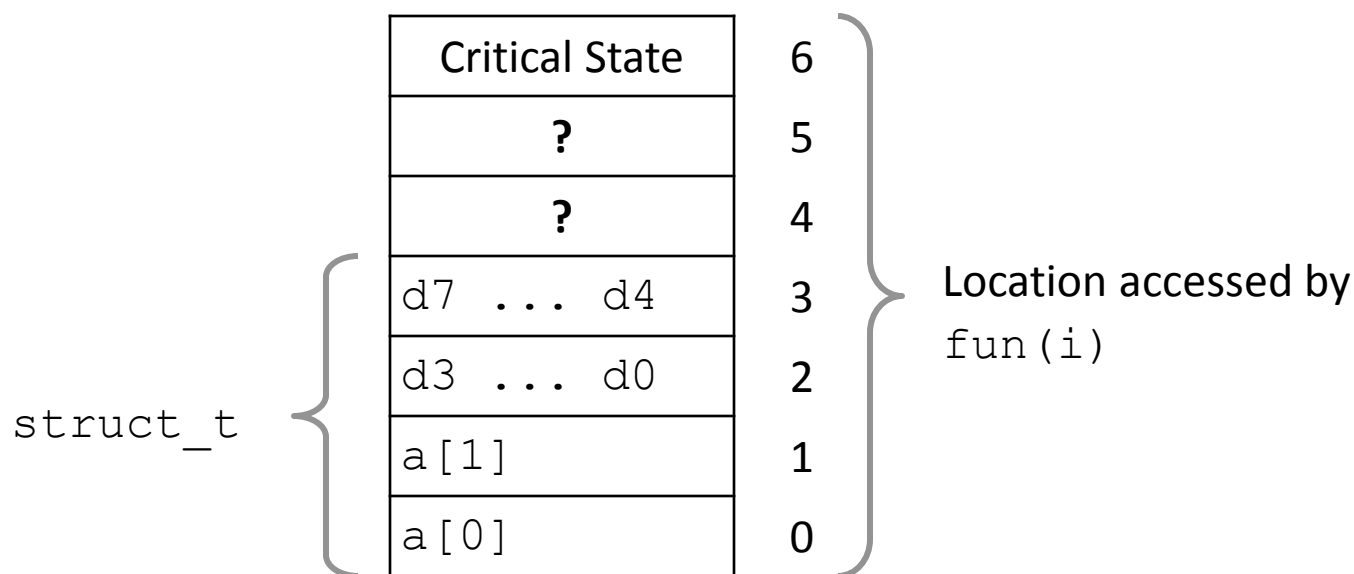 Critical State 6
? 5
? 4
d7 ... d4 3
d3 ... d0 2
a[1] 1
a[0] 0
struct_t
Location accessed by
fun(i)